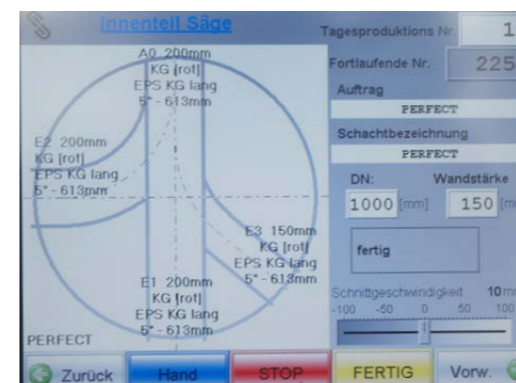 Innenteil Säge
A0 200mm
KG [rot]
EPS KG lang
5° - 613mm
E2 200mm
KG [rot]
EPS KG lang
5° - 613mm
E3 150mm
KG [rot]
EPS KG lang
5° - 613mm
E1 200mm
KG [rot]
EPS KG lang
5° - 613mm
PERFECT
Tagesproduktions Nr.
1
Fortlaufende Nr.
225
Auftrag
PERFECT
Schachtbezeichnung
PERFECT
DN:
Wandstärke
1000 [mm]
150
fertig
Schnittgeschwindigkeit 10
-100 -50 0 50 100
Zurück
Hand
STOP
FERTIG
Vorw.